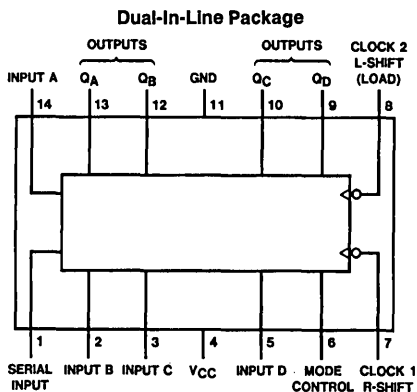 Dual-In-Line Package
OUTPUTS
OUTPUTS
CLOCK 2
L-SHIFT
(LOAD)
INPUT A
QA
QB
GND
QC
QD
14
13
12
11
10
9
8
1
2
3
4
5
6
7
SERIAL
INPUT
INPUT B
INPUT C
VCC
INPUT D
MODE
CONTROL
CLOCK 1
R-SHIFT